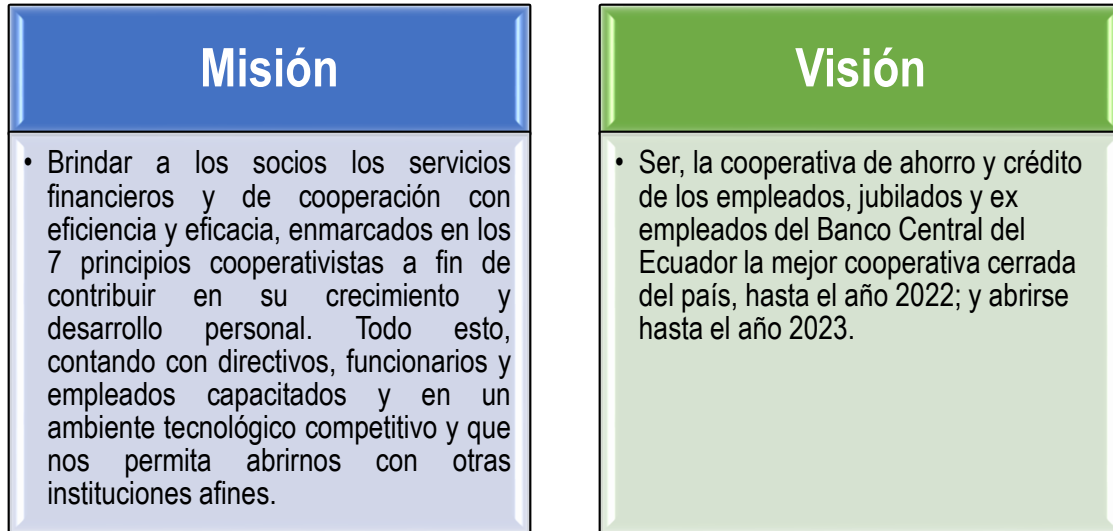 Misión
• Brindar a los socios los servicios
financieros y de cooperación con
eficiencia y eficacia, enmarcados en los
7 principios cooperativistas a fin de
contribuir en su crecimiento y
desarrollo personal. Todo esto,
contando con directivos, funcionarios y
empleados capacitados y en un
ambiente tecnológico competitivo y que
nos permita abrirnos con otras
instituciones afines.
Visión
• Ser, la cooperativa de ahorro y crédito
de los empleados, jubilados y ex
empleados del Banco Central del
Ecuador la mejor cooperativa cerrada
del país, hasta el año 2022; y abrirse
hasta el año 2023.